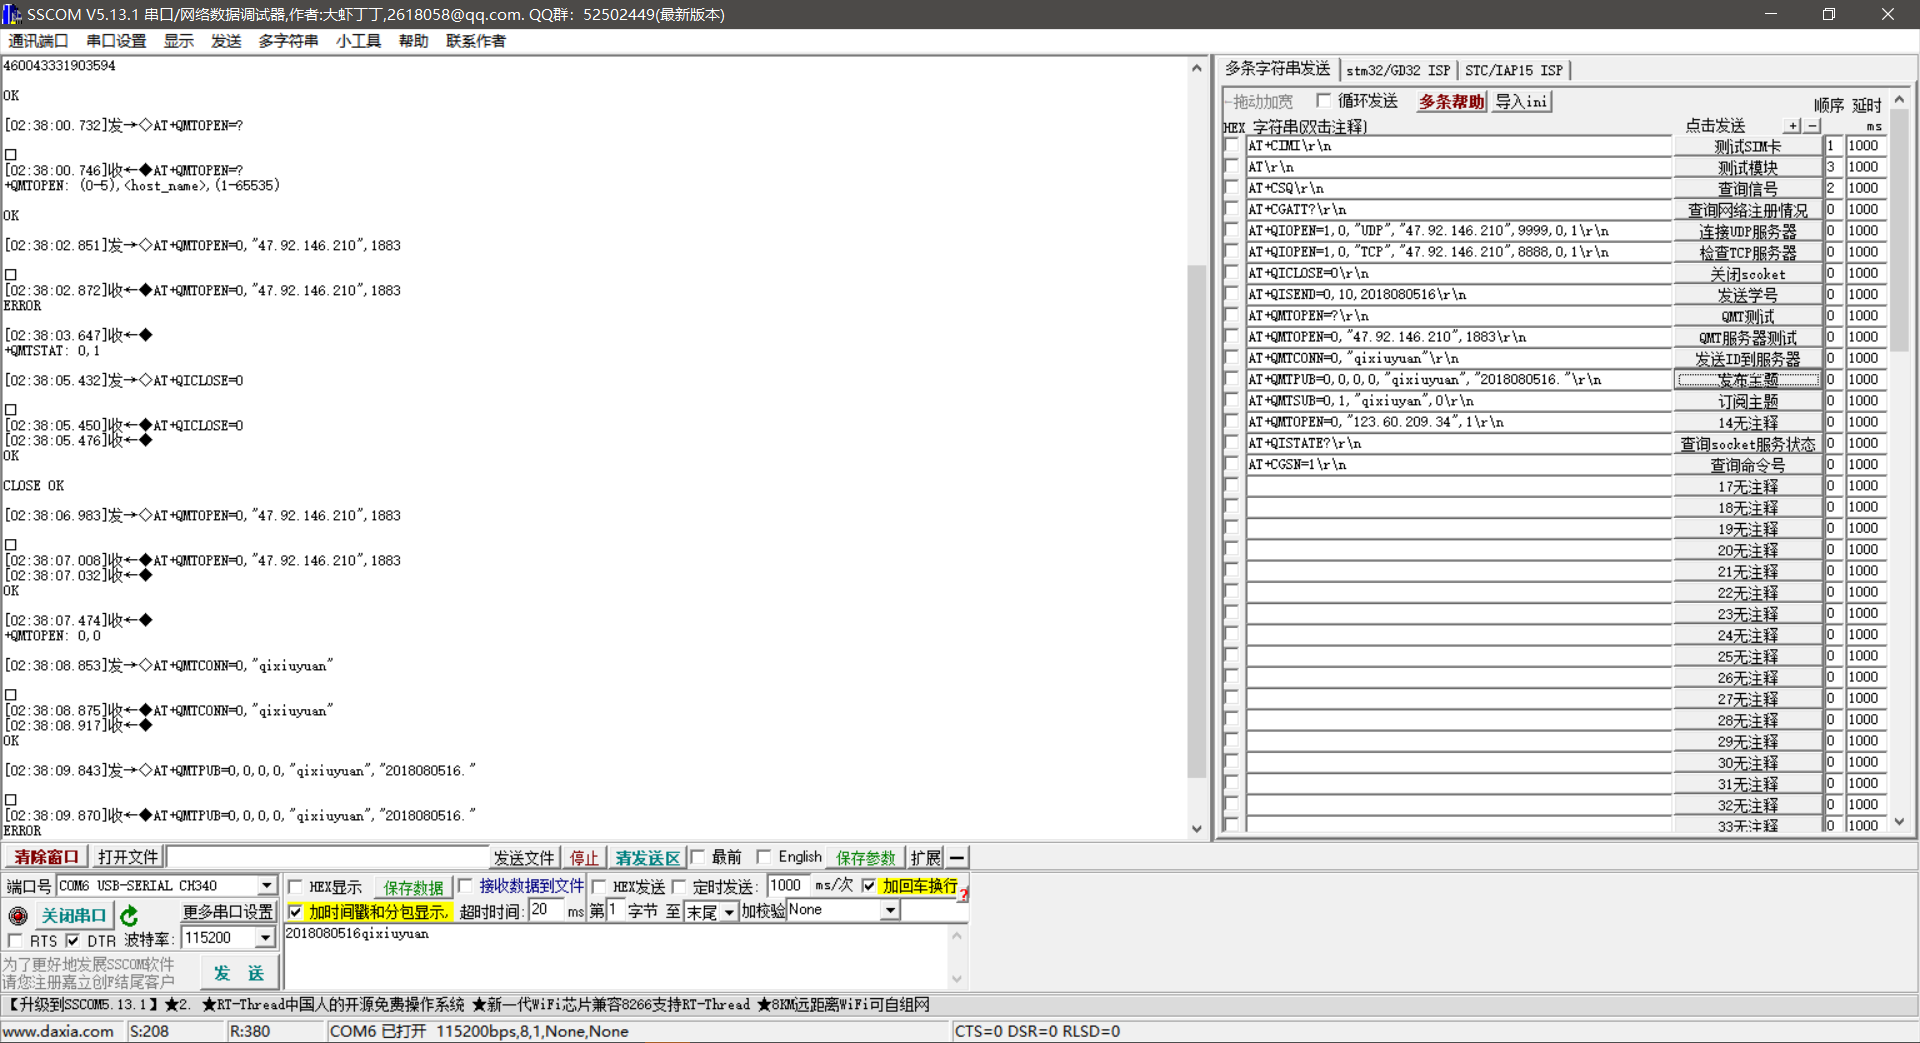 SSCOM V5.13.1 串口/网络数据调试器,作者:大虾丁丁,2618058@qq.com. QQ群: 52502449(最新版本)
通讯端口 串口设置 显示 发送 多字符串 小工具 帮助 联系作者
460043331903594
OK
[02:38:00.732]发→◇AT+QMTOPEN=?
□
[02:38:00.746]收←◆AT+QMTOPEN=?
+QMTOPEN: (0-5),<host_name>,(1-65535)
OK
[02:38:02.851]发→◇AT+QMTOPEN=0,"47.92.146.210",1883
□
[02:38:02.872]收←◆AT+QMTOPEN=0,"47.92.146.210",1883
ERROR
[02:38:03.647]收←◆
+QMTSTAT: 0,1
[02:38:05.432]发→◇AT+QICLOSE=0
□
[02:38:05.450]收←◆AT+QICLOSE=0
[02:38:05.476]收←◆
OK
CLOSE OK
[02:38:06.983]发→◇AT+QMTOPEN=0,"47.92.146.210",1883
□
[02:38:07.008]收←◆AT+QMTOPEN=0,"47.92.146.210",1883
[02:38:07.032]收←◆
OK
[02:38:07.474]收←◆
+QMTOPEN: 0,0
[02:38:08.853]发→◇AT+QMTCONN=0,"qixiuyuan"
□
[02:38:08.875]收←◆AT+QMTCONN=0,"qixiuyuan"
[02:38:08.917]收←◆
OK
[02:38:09.843]发→◇AT+QMTPUB=0,0,0,0,"qixiuyuan","2018080516."
□
[02:38:09.870]收←◆AT+QMTPUB=0,0,0,0,"qixiuyuan","2018080516."
ERROR
多条字符串发送 stm32/GD32 ISP STC/IAP15 ISP
←拖动加宽 循环发送 多条帮助 导入ini 顺序 延时
HEX 字符串(双击注释) 点击发送 + − ms
AT+CIMI\r\n 测试SIM卡 1 1000
AT\r\n 测试模块 3 1000
AT+CSQ\r\n 查询信号 2 1000
AT+CGATT?\r\n 查询网络注册情况 0 1000
AT+QIOPEN=1,0,"UDP","47.92.146.210",9999,0,1\r\n 连接UDP服务器 0 1000
AT+QIOPEN=1,0,"TCP","47.92.146.210",8888,0,1\r\n 检查TCP服务器 0 1000
AT+QICLOSE=0\r\n 关闭scoket 0 1000
AT+QISEND=0,10,2018080516\r\n 发送学号 0 1000
AT+QMTOPEN=?\r\n QMT测试 0 1000
AT+QMTOPEN=0,"47.92.146.210",1883\r\n QMT服务器测试 0 1000
AT+QMTCONN=0,"qixiuyuan"\r\n 发送ID到服务器 0 1000
AT+QMTPUB=0,0,0,0,"qixiuyuan","2018080516."\r\n 发布主题 0 1000
AT+QMTSUB=0,1,"qixiuyuan",0\r\n 订阅主题 0 1000
AT+QMTOPEN=0,"123.60.209.34",1\r\n 14无注释 0 1000
AT+QISTATE?\r\n 查询socket服务状态 0 1000
AT+CGSN=1\r\n 查询命令号 0 1000
17无注释 0 1000
18无注释 0 1000
19无注释 0 1000
20无注释 0 1000
21无注释 0 1000
22无注释 0 1000
23无注释 0 1000
24无注释 0 1000
25无注释 0 1000
26无注释 0 1000
27无注释 0 1000
28无注释 0 1000
29无注释 0 1000
30无注释 0 1000
31无注释 0 1000
32无注释 0 1000
33无注释 0 1000
清除窗口 打开文件 发送文件 停止 清发送区 最前 English 保存参数 扩展 —
端口号 COM6 USB-SERIAL CH340 HEX显示 保存数据 接收数据到文件 HEX发送 定时发送: 1000 ms/次 加回车换行 ?
关闭串口 更多串口设置 加时间戳和分包显示, 超时时间: 20 ms 第1 字节 至 末尾 加校验 None
RTS DTR 波特率: 115200
2018080516qixiuyuan
为了更好地发展SSCOM软件
请您注册嘉立创F结尾客户
发 送
【升级到SSCOM5.13.1】★2. ★RT-Thread中国人的开源免费操作系统 ★新一代WiFi芯片兼容8266支持RT-Thread ★8KM远距离WiFi可自组网
www.daxia.com S:208 R:380 COM6 已打开 115200bps,8,1,None,None CTS=0 DSR=0 RLSD=0